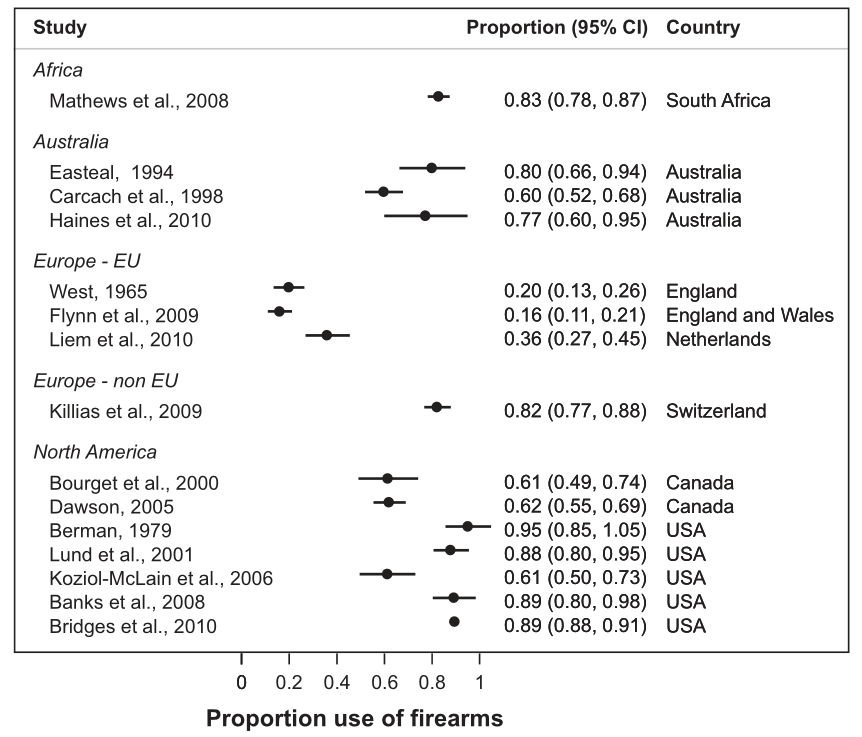 Study Proportion (95% CI) Country
Africa
Mathews et al., 2008 0.83 (0.78, 0.87) South Africa
Australia
Easteal, 1994 0.80 (0.66, 0.94) Australia
Carcach et al., 1998 0.60 (0.52, 0.68) Australia
Haines et al., 2010 0.77 (0.60, 0.95) Australia
Europe - EU
West, 1965 0.20 (0.13, 0.26) England
Flynn et al., 2009 0.16 (0.11, 0.21) England and Wales
Liem et al., 2010 0.36 (0.27, 0.45) Netherlands
Europe - non EU
Killias et al., 2009 0.82 (0.77, 0.88) Switzerland
North America
Bourget et al., 2000 0.61 (0.49, 0.74) Canada
Dawson, 2005 0.62 (0.55, 0.69) Canada
Berman, 1979 0.95 (0.85, 1.05) USA
Lund et al., 2001 0.88 (0.80, 0.95) USA
Koziol-McLain et al., 2006 0.61 (0.50, 0.73) USA
Banks et al., 2008 0.89 (0.80, 0.98) USA
Bridges et al., 2010 0.89 (0.88, 0.91) USA
0 0.2 0.4 0.6 0.8 1
Proportion use of firearms